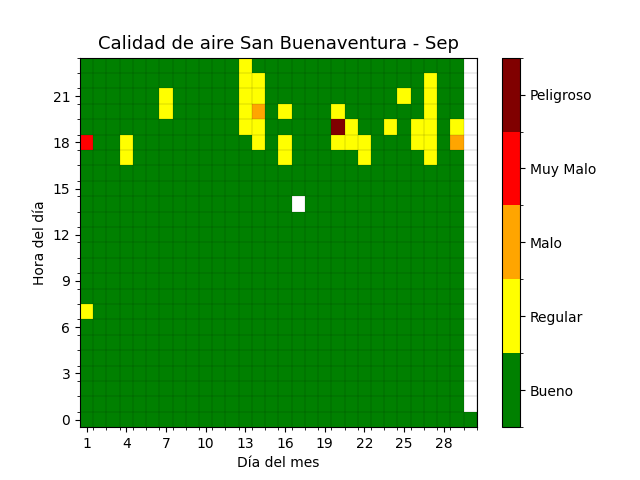 Calidad de aire San Buenaventura - Sep
Hora del día
21
18
15
12
9
6
3
0
1 4 7 10 13 16 19 22 25 28
Día del mes
Peligroso
Muy Malo
Malo
Regular
Bueno